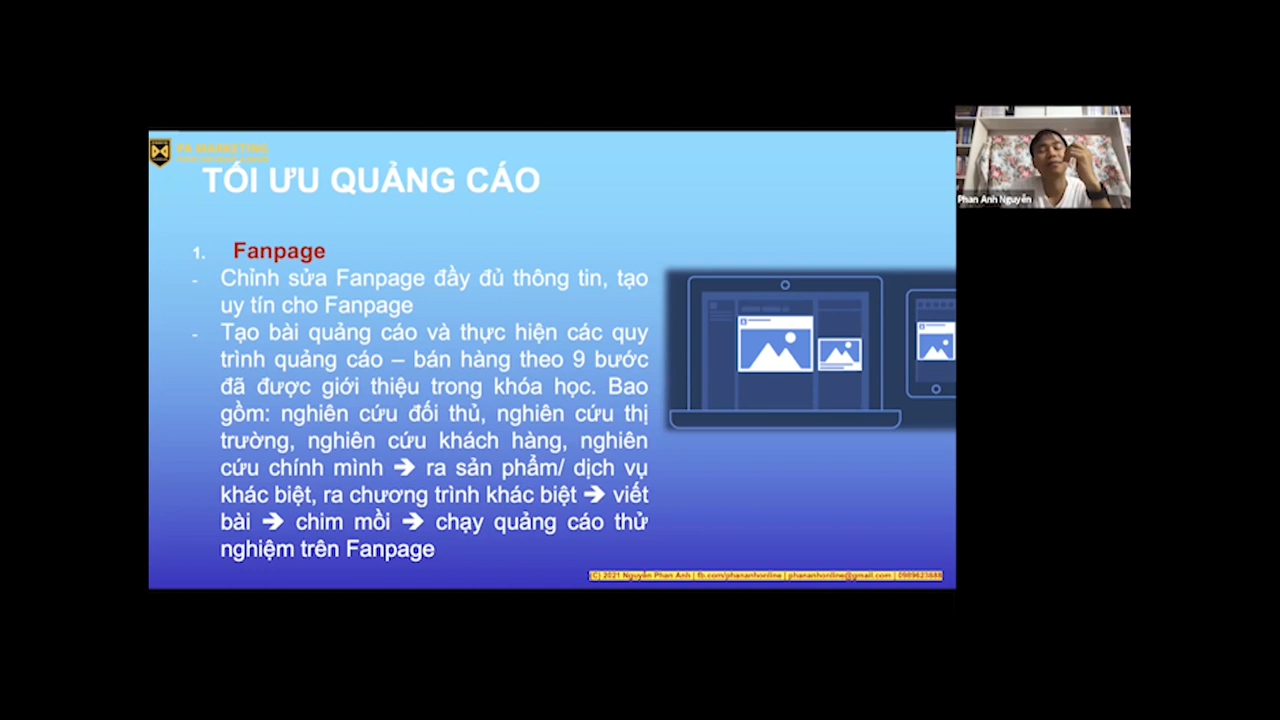 PA MARKETING
TỐI ƯU QUẢNG CÁO
Phan Anh Nguyễn
1. Fanpage
- Chỉnh sửa Fanpage đầy đủ thông tin, tạo
uy tín cho Fanpage
- Tạo bài quảng cáo và thực hiện các quy
trình quảng cáo – bán hàng theo 9 bước
đã được giới thiệu trong khóa học. Bao
gồm: nghiên cứu đối thủ, nghiên cứu thị
trường, nghiên cứu khách hàng, nghiên
cứu chính mình ➔ ra sản phẩm/ dịch vụ
khác biệt, ra chương trình khác biệt ➔ viết
bài ➔ chim mồi ➔ chạy quảng cáo thử
nghiệm trên Fanpage
(C) 2021 Nguyễn Phan Anh | fb.com/phananhonline | phananhonline@gmail.com | 0989623888